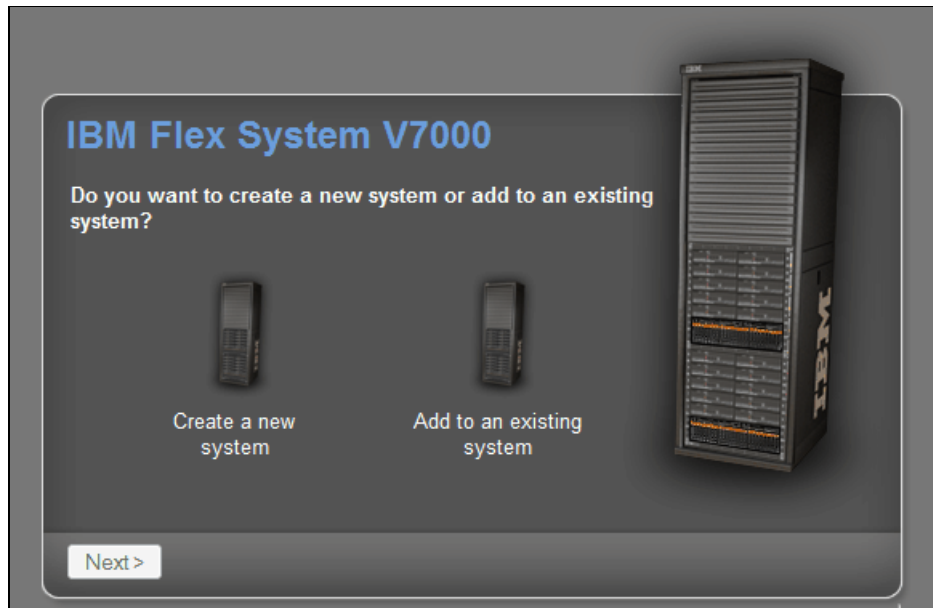 IBM Flex System V7000
Do you want to create a new system or add to an existing
system?
Create a new
system
Add to an existing
system
Next >
IBM